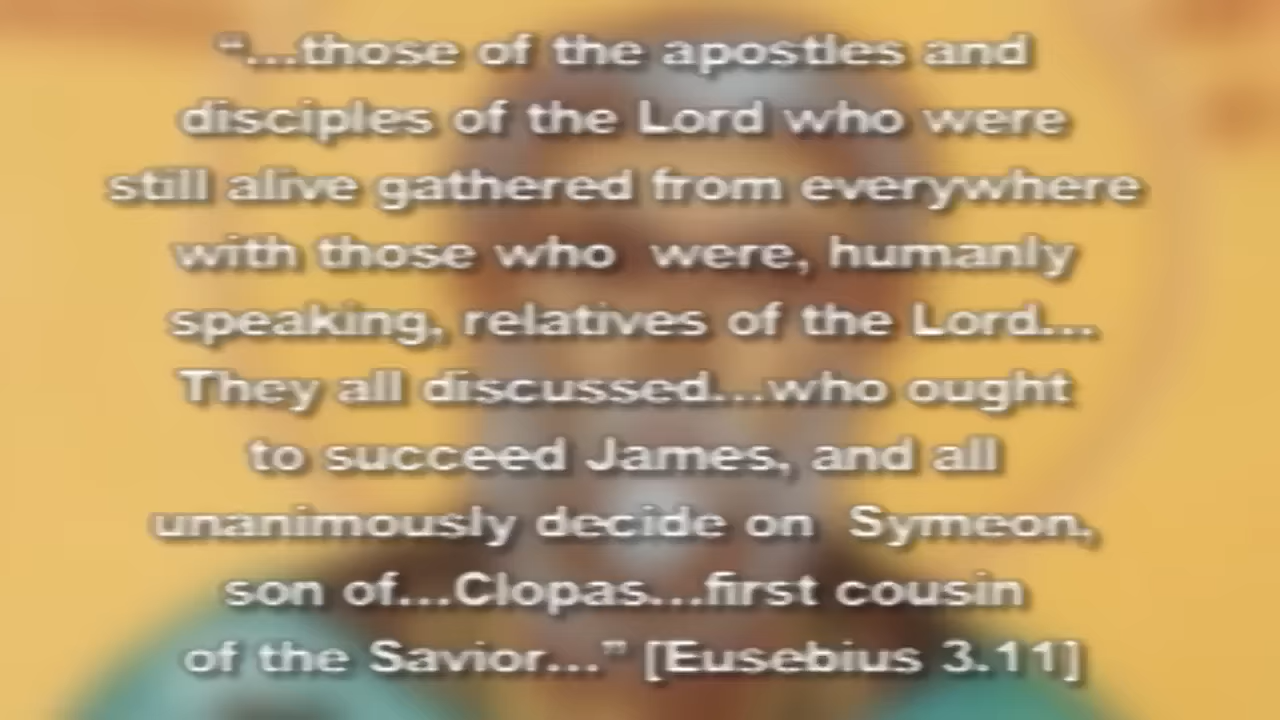 “...those of the apostles and
disciples of the Lord who were
still alive gathered from everywhere
with those who were, humanly
speaking, relatives of the Lord...
They all discussed...who ought
to succeed James, and all
unanimously decide on Symeon,
son of...Clopas...first cousin
of the Savior...” [Eusebius 3.11]